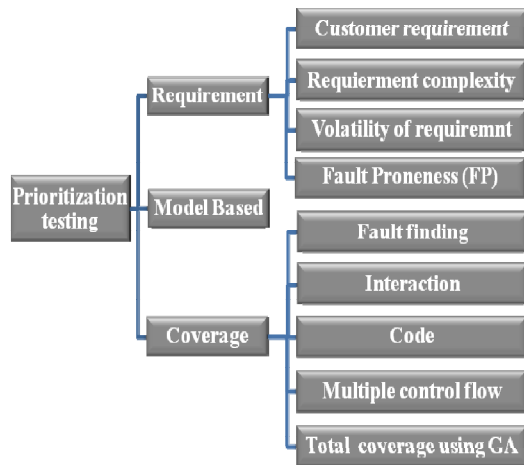 Prioritization
testing
Requirement
Customer requirement
Requierment complexity
Volatility of requiremnt
Fault Proneness (FP)
Model Based
Coverage
Fault finding
Interaction
Code
Multiple control flow
Total coverage using GA